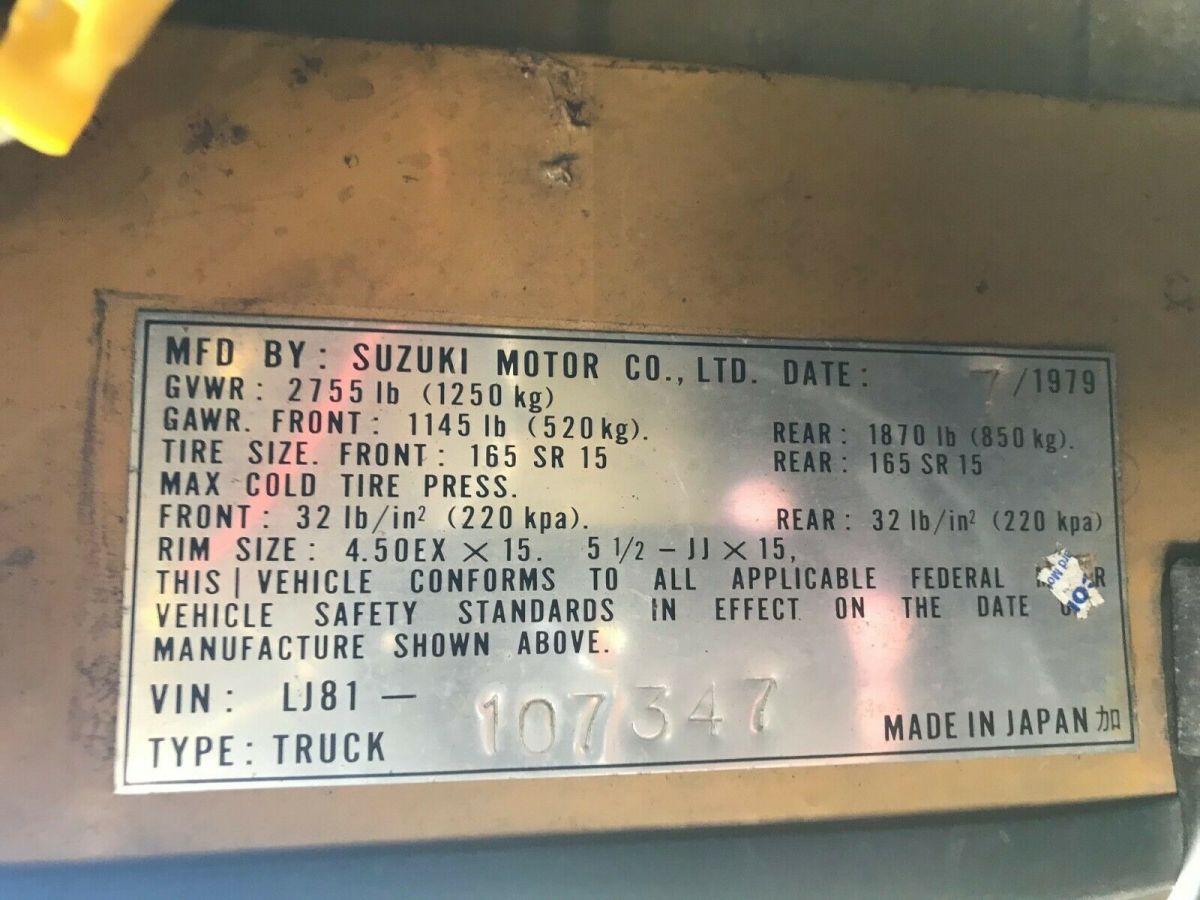 MFD BY: SUZUKI MOTOR CO., LTD. DATE: 7/1979
GVWR: 2755 lb (1250 kg)
GAWR. FRONT: 1145 lb (520 kg). REAR: 1870 lb (850 kg).
TIRE SIZE. FRONT: 165 SR 15 REAR: 165 SR 15
MAX COLD TIRE PRESS.
FRONT: 32 lb/in² (220 kpa). REAR: 32 lb/in² (220 kpa)
RIM SIZE: 4.50EX × 15. 5 1/2 – JJ × 15,
THIS | VEHICLE CONFORMS TO ALL APPLICABLE FEDERAL
VEHICLE SAFETY STANDARDS IN EFFECT ON THE DATE
MANUFACTURE SHOWN ABOVE.
VIN: LJ81 — 107347
TYPE: TRUCK MADE IN JAPAN 加